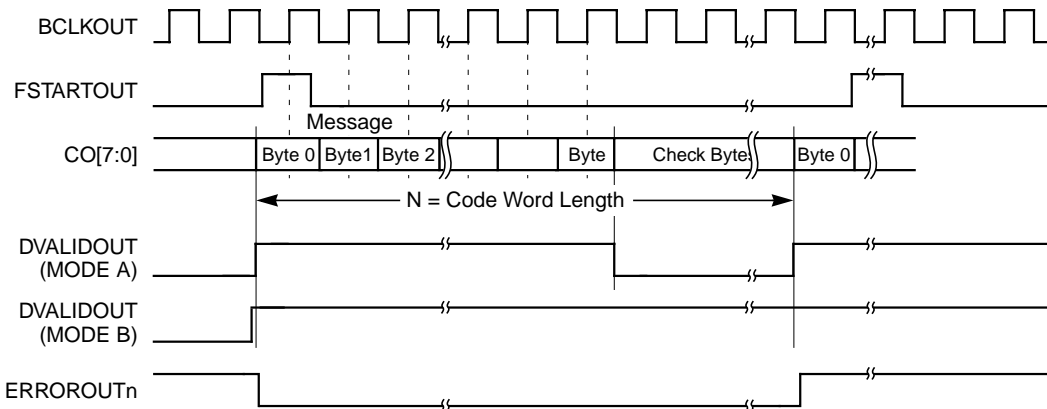 BCLKOUT
FSTARTOUT
Message
CO[7:0]
Byte 0
Byte1
Byte 2
Byte
Check Bytes
Byte 0
N = Code Word Length
DVALIDOUT
(MODE A)
DVALIDOUT
(MODE B)
ERROROUTn